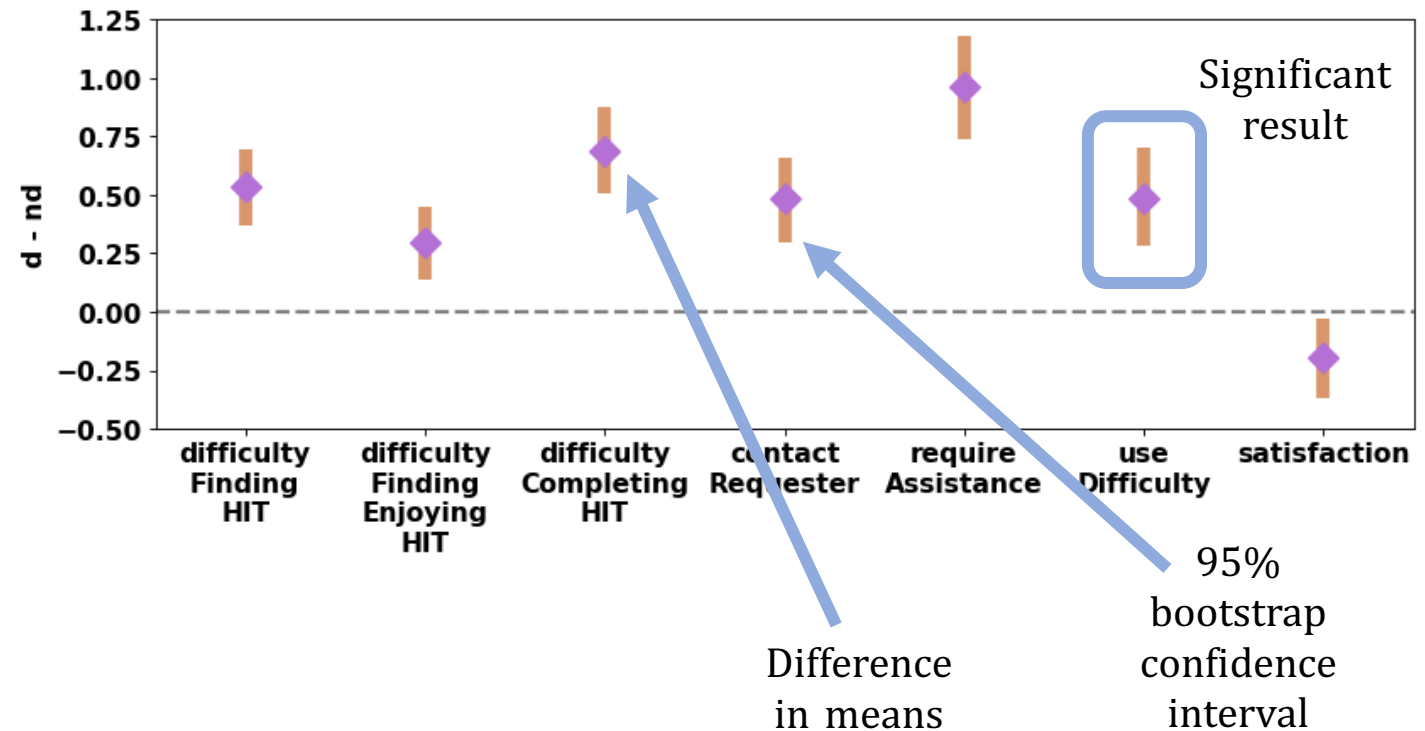 1.25
1.00
0.75
0.50
0.25
0.00
−0.25
−0.50
d - nd
Significant
result
difficulty
Finding
HIT
difficulty
Finding
Enjoying
HIT
difficulty
Completing
HIT
contact
Requester
require
Assistance
use
Difficulty
satisfaction
Difference
in means
95%
bootstrap
confidence
interval